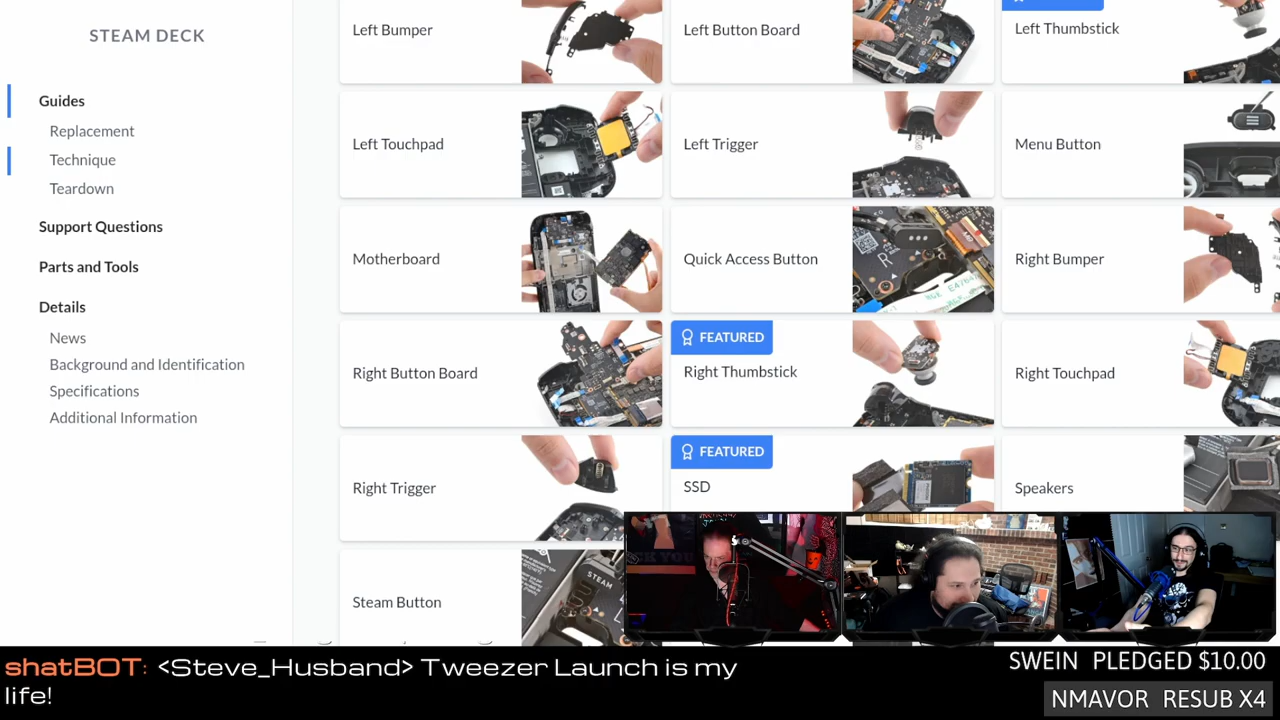 STEAM DECK
Guides
Replacement
Technique
Teardown
Support Questions
Parts and Tools
Details
News
Background and Identification
Specifications
Additional Information
Left Bumper
Left Button Board
Left Thumbstick
Left Touchpad
Left Trigger
Menu Button
Motherboard
Quick Access Button
Right Bumper
Right Button Board
FEATURED
Right Thumbstick
Right Touchpad
Right Trigger
FEATURED
SSD
Speakers
Steam Button
STEAM
shatBOT: <Steve_Husband> Tweezer Launch is my
life!
SWEIN PLEDGED $10.00
NMAVOR RESUB X4